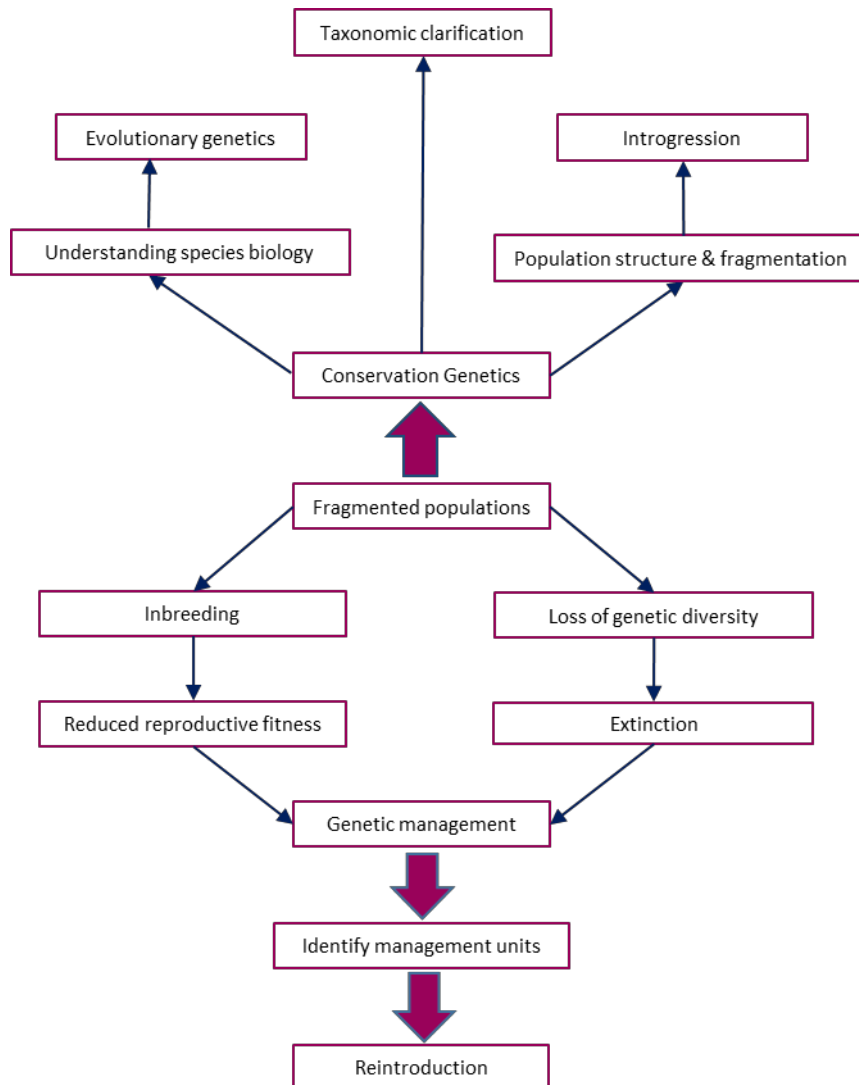 Taxonomic clarification
Evolutionary genetics
Introgression
Understanding species biology
Population structure & fragmentation
Conservation Genetics
Fragmented populations
Inbreeding
Loss of genetic diversity
Reduced reproductive fitness
Extinction
Genetic management
Identify management units
Reintroduction